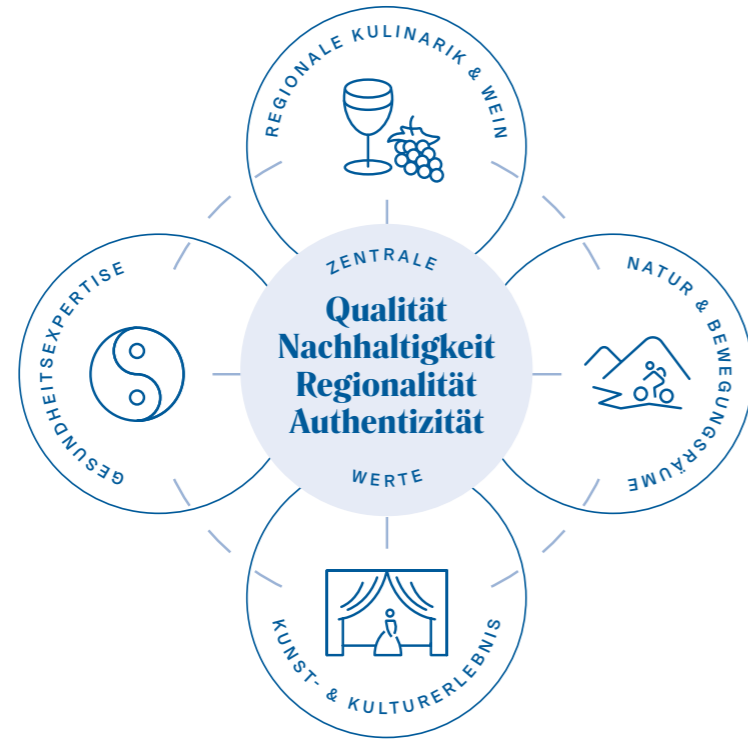 REGIONALE KULINARIK & WEIN
ZENTRALE
Qualität
Nachhaltigkeit
Regionalität
Authentizität
WERTE
GESUNDHEITSEXPERTISE
NATUR & BEWEGUNGSRÄUME
KUNST- & KULTURERLEBNIS